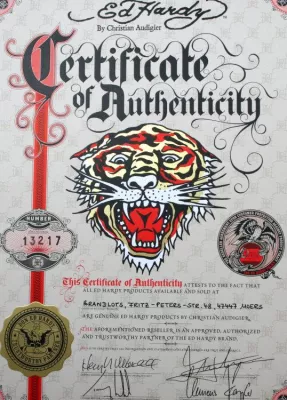 Ed Hardy
By Christian Audigier
Certificate
of Authenticity
NUMBER
13217
This Certificate of Authenticity ATTESTS TO THE FACT THAT
ALL ED HARDY PRODUCTS AVAILABLE AND SOLD AT
BRANDLOTS, FRITZ-PETERS-STR. 48, 47447 MOERS
ARE GENUINE ED HARDY PRODUCTS BY CHRISTIAN AUDIGIER.
THE AFOREMENTIONED RESELLER IS AN APPROVED, AUTHORIZED
AND TRUSTWORTHY PARTNER OF THE ED HARDY BRAND.